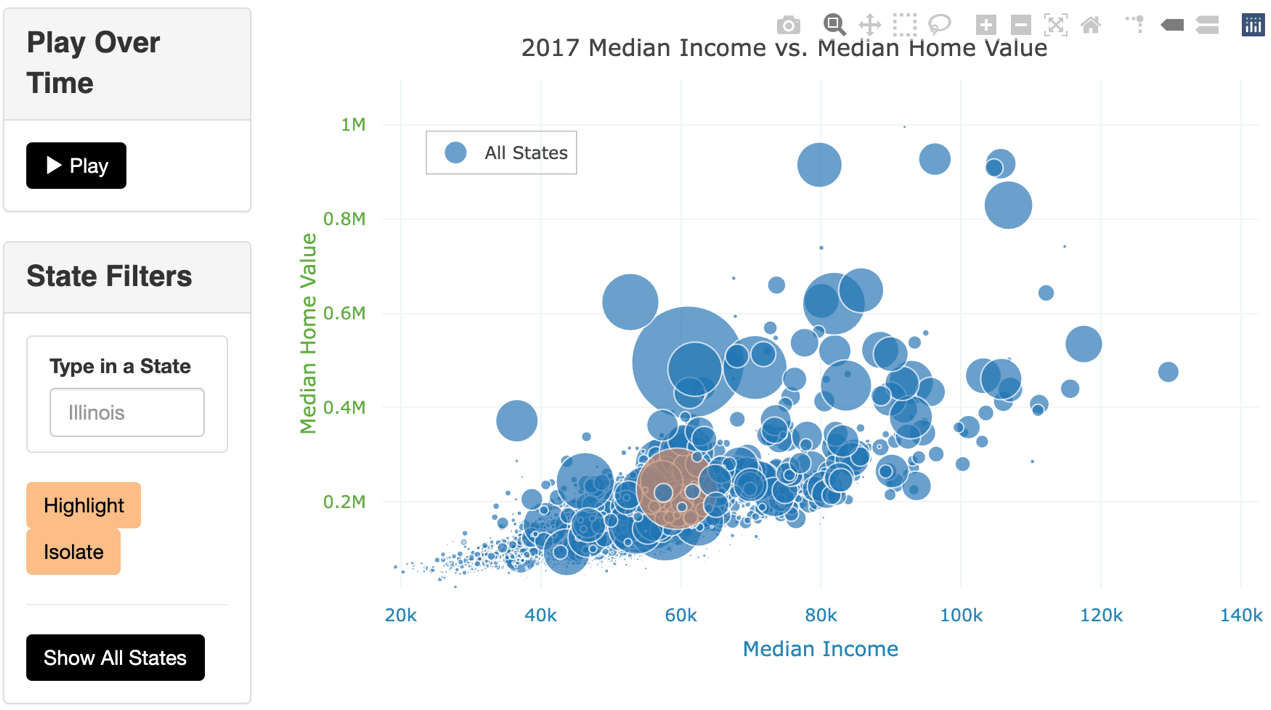 Play Over
Time
Play
State Filters
Type in a State
Illinois
Highlight
Isolate
Show All States
2017 Median Income vs. Median Home Value
All States
Median Home Value
1M
0.8M
0.6M
0.4M
0.2M
20k
40k
60k
80k
100k
120k
140k
Median Income